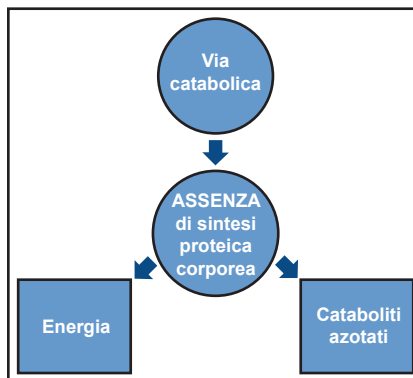 Via
catabolica
ASSENZA
di sintesi
proteica
corporea
Energia
Cataboliti
azotati